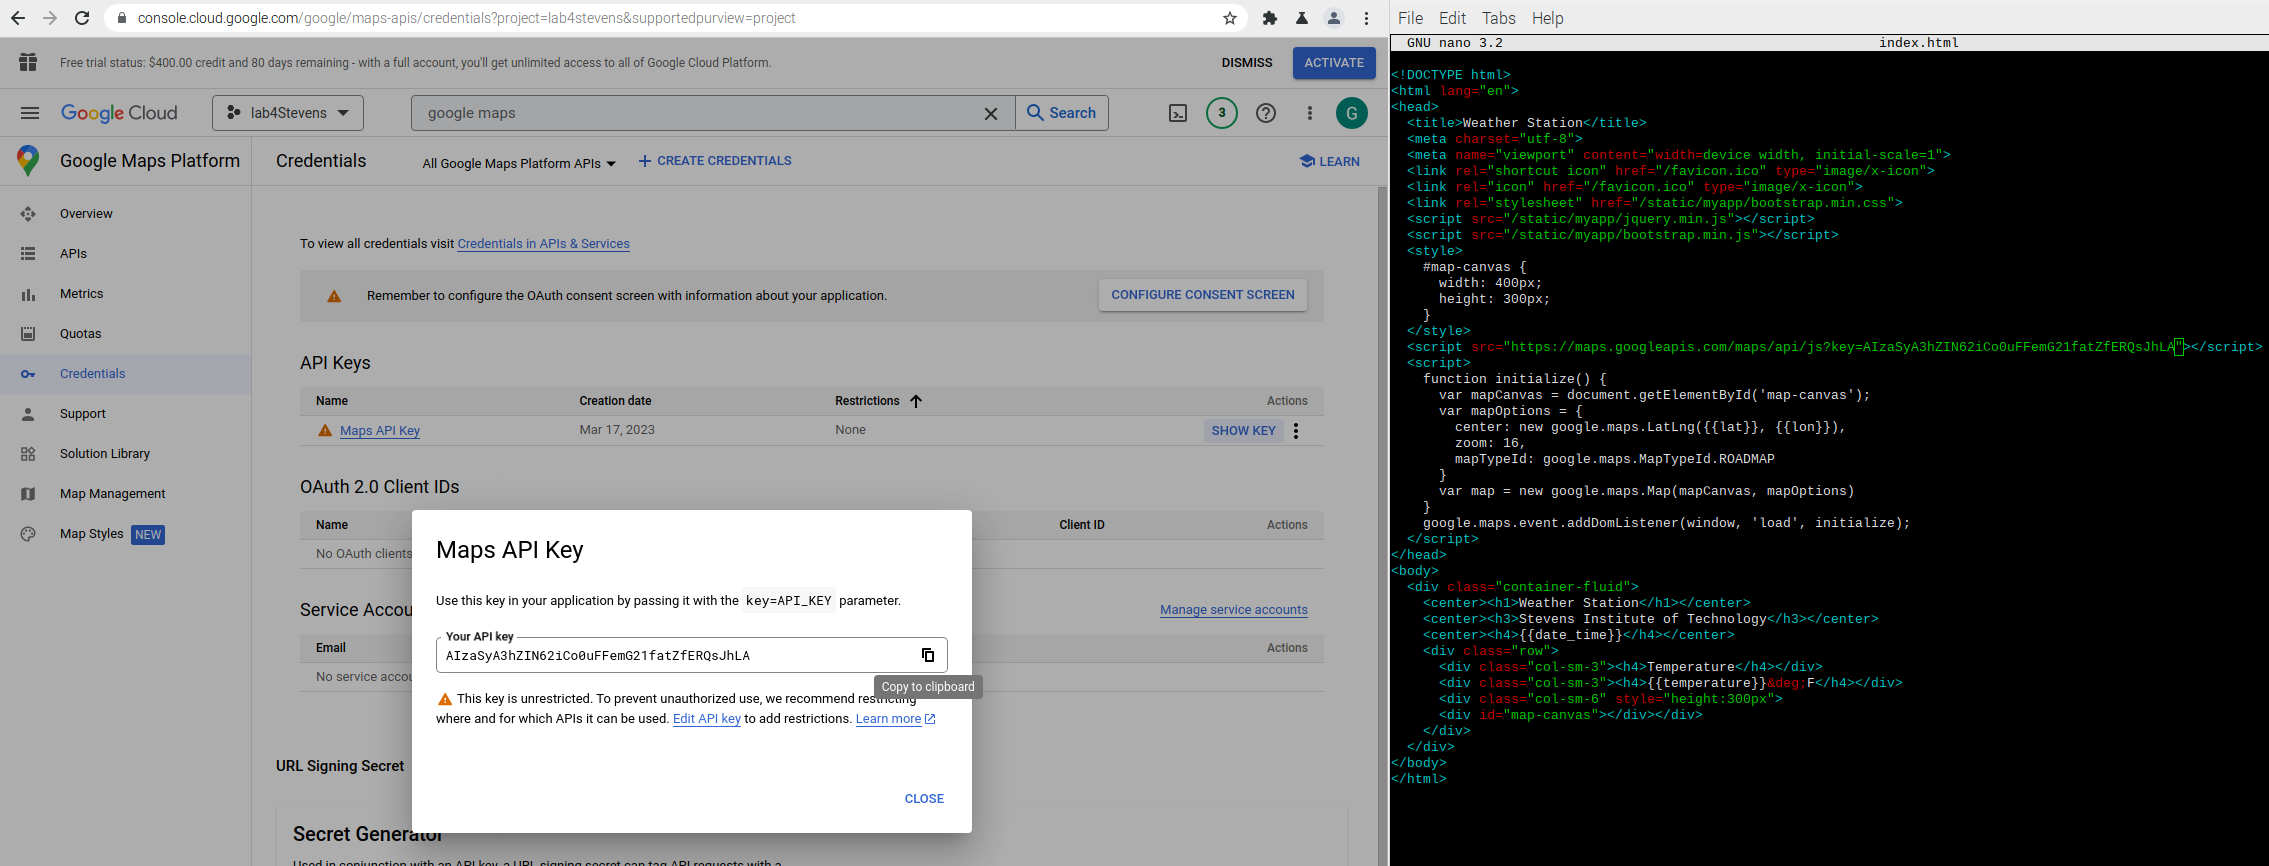 console.cloud.google.com/google/maps-apis/credentials?project=lab4stevens&supportedpurview=project
Free trial status: $400.00 credit and 80 days remaining - with a full account, you'll get unlimited access to all of Google Cloud Platform.
DISMISS
ACTIVATE
Google Cloud
lab4Stevens
google maps
Search
3
G
Google Maps Platform
Overview
APIs
Metrics
Quotas
Credentials
Support
Solution Library
Map Management
Map Styles NEW
Credentials
All Google Maps Platform APIs
CREATE CREDENTIALS
LEARN
To view all credentials visit Credentials in APIs & Services
Remember to configure the OAuth consent screen with information about your application.
CONFIGURE CONSENT SCREEN
API Keys
Name Creation date Restrictions Actions
Maps API Key Mar 17, 2023 None SHOW KEY
OAuth 2.0 Client IDs
Name Client ID Actions
No OAuth clients
Service Accou
Manage service accounts
Email Actions
No service accou
URL Signing Secret
Secret Generator
Used in conjunction with an API key, a URL signing secret can tag API requests with a
Maps API Key
Use this key in your application by passing it with the key=API_KEY parameter.
Your API key
AIzaSyA3hZIN62iCo0uFFemG21fatZfERQsJhLA
Copy to clipboard
This key is unrestricted. To prevent unauthorized use, we recommend restricting
where and for which APIs it can be used. Edit API key to add restrictions. Learn more
CLOSE
File Edit Tabs Help
GNU nano 3.2 index.html
<!DOCTYPE html>
<html lang="en">
<head>
<title>Weather Station</title>
<meta charset="utf-8">
<meta name="viewport" content="width=device width, initial-scale=1">
<link rel="shortcut icon" href="/favicon.ico" type="image/x-icon">
<link rel="icon" href="/favicon.ico" type="image/x-icon">
<link rel="stylesheet" href="/static/myapp/bootstrap.min.css">
<script src="/static/myapp/jquery.min.js"></script>
<script src="/static/myapp/bootstrap.min.js"></script>
<style>
#map-canvas {
width: 400px;
height: 300px;
}
</style>
<script src="https://maps.googleapis.com/maps/api/js?key=AIzaSyA3hZIN62iCo0uFFemG21fatZfERQsJhLA"></script>
<script>
function initialize() {
var mapCanvas = document.getElementById('map-canvas');
var mapOptions = {
center: new google.maps.LatLng({{lat}}, {{lon}}),
zoom: 16,
mapTypeId: google.maps.MapTypeId.ROADMAP
}
var map = new google.maps.Map(mapCanvas, mapOptions)
}
google.maps.event.addDomListener(window, 'load', initialize);
</script>
</head>
<body>
<div class="container-fluid">
<center><h1>Weather Station</h1></center>
<center><h3>Stevens Institute of Technology</h3></center>
<center><h4>{{date_time}}</h4></center>
<div class="row">
<div class="col-sm-3"><h4>Temperature</h4></div>
<div class="col-sm-3"><h4>{{temperature}}&deg;F</h4></div>
<div class="col-sm-6" style="height:300px">
<div id="map-canvas"></div></div>
</div>
</div>
</body>
</html>